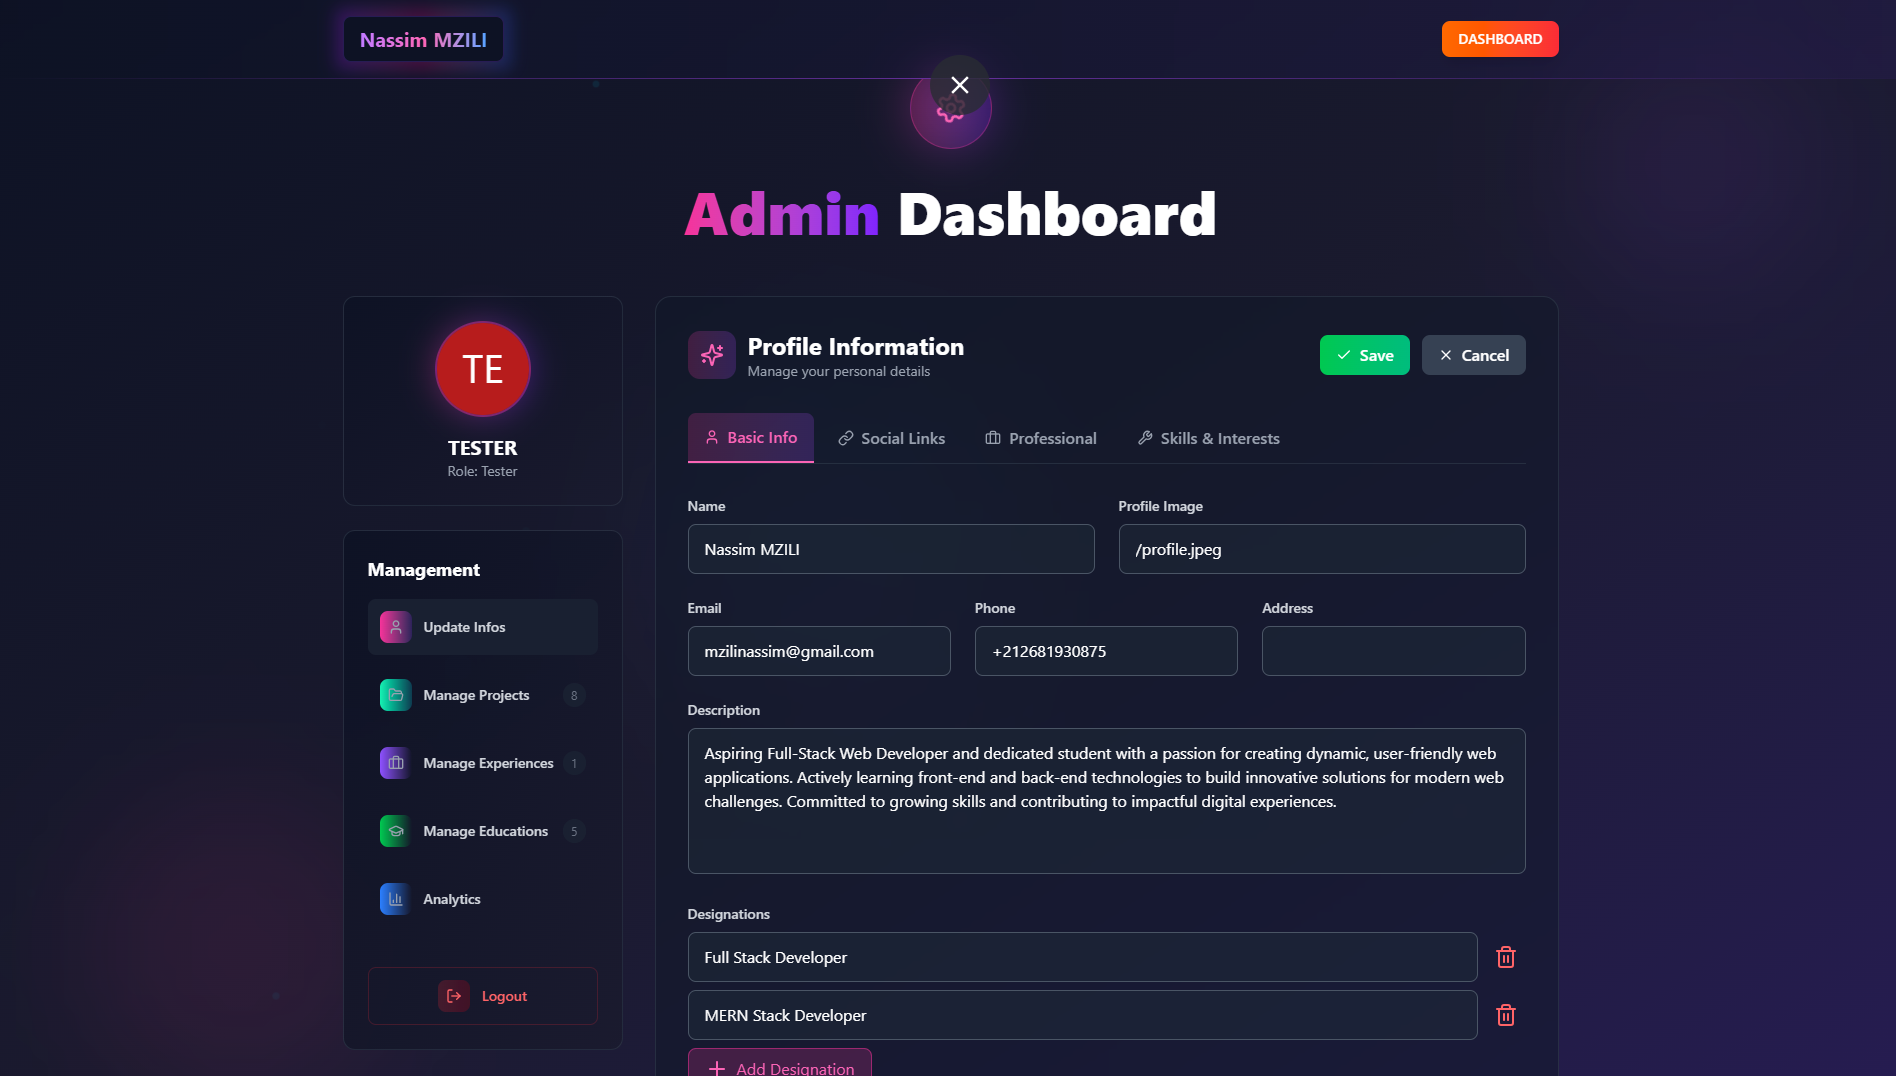 Nassim MZILI
DASHBOARD
Admin Dashboard
TE
TESTER
Role: Tester
Management
Update Infos
Manage Projects 8
Manage Experiences 1
Manage Educations 5
Analytics
Logout
Profile Information
Manage your personal details
Save
Cancel
Basic Info
Social Links
Professional
Skills & Interests
Name
Nassim MZILI
Profile Image
/profile.jpeg
Email
mzilinassim@gmail.com
Phone
+212681930875
Address
Description
Aspiring Full-Stack Web Developer and dedicated student with a passion for creating dynamic, user-friendly web
applications. Actively learning front-end and back-end technologies to build innovative solutions for modern web
challenges. Committed to growing skills and contributing to impactful digital experiences.
Designations
Full Stack Developer
MERN Stack Developer
Add Designation